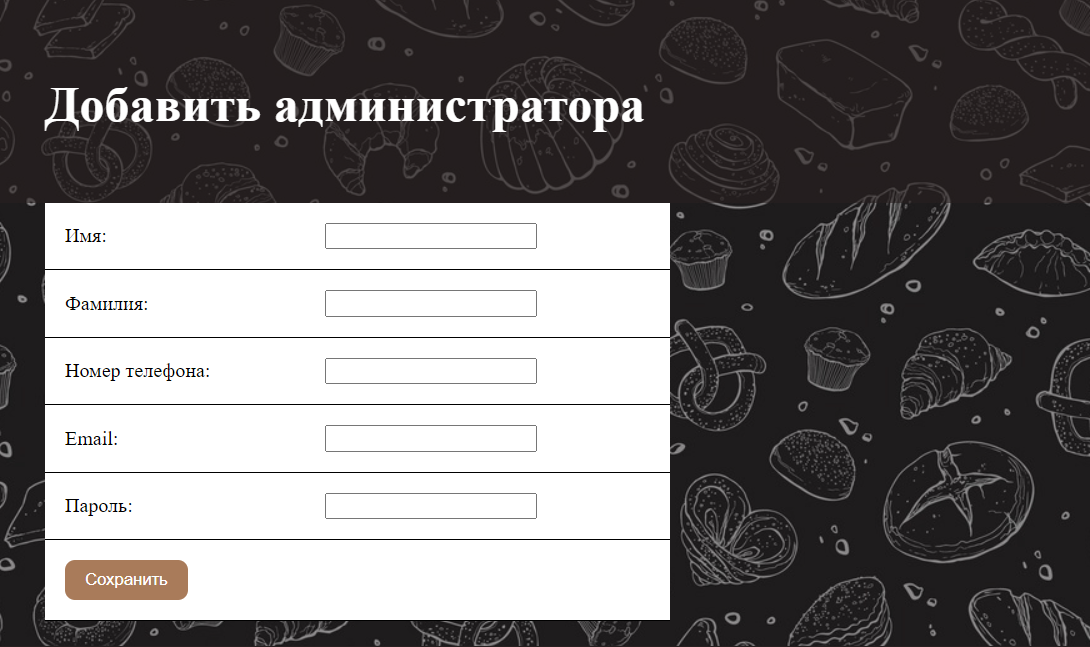 Добавить администратора
Имя:
Фамилия:
Номер телефона:
Email:
Пароль:
Сохранить